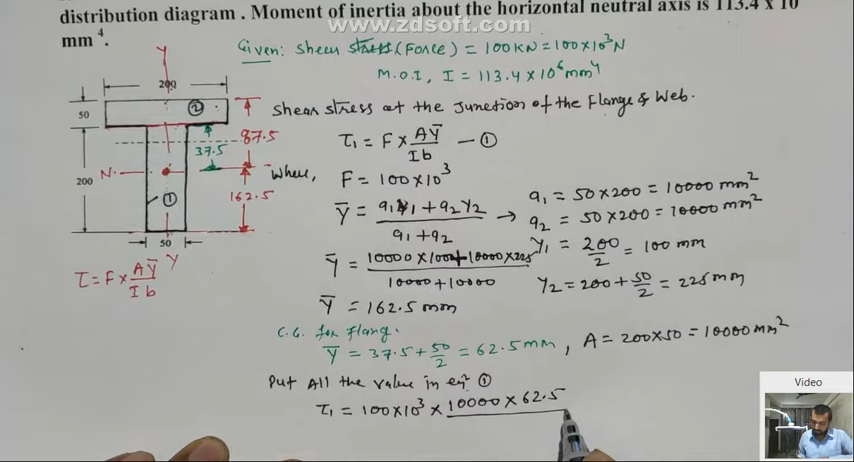 www.zdsoft.com
distribution diagram . Moment of inertia about the horizontal neutral axis is 113.4 x 10
mm 4 .
Given: Shear stress (Force) = 100KN = 100×10³N
M.O.I, I = 113.4 × 10⁶ mm⁴
Shear stress at the Junction of the Flange & Web.
τ₁ = F × Aȳ / Ib — ①
where, F = 100×10³
ȳ = a₁y₁ + a₂y₂ / a₁ + a₂ → a₁ = 50×200 = 10000 mm²
a₂ = 50×200 = 10000 mm²
ȳ = 10000×100 + 10000×225 / 10000 + 10000
y₁ = 200/2 = 100 mm
y₂ = 200 + 50/2 = 225 mm
ȳ = 162.5 mm
C.G. for flang.
ȳ = 37.5 + 50/2 = 62.5 mm, A = 200×50 = 10000 mm²
Put All the value in eqⁿ ①
τ₁ = 100×10³ × 10000 × 62.5
Y
200
50
②
87.5
37.5
N
200
162.5
①
50
Y
τ = F × Aȳ / Ib
Video